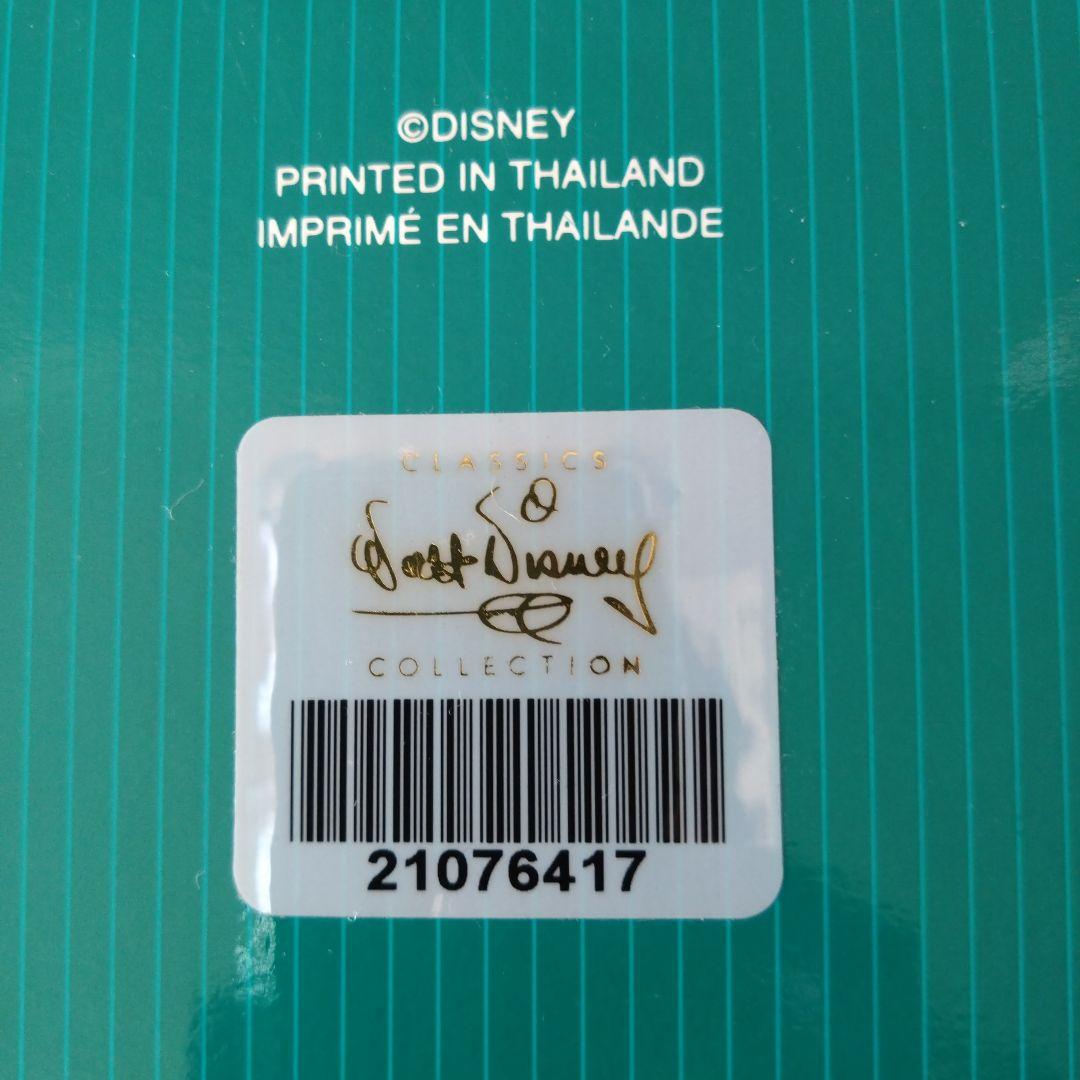 ©DISNEY
PRINTED IN THAILAND
IMPRIMÉ EN THAILANDE
CLASSICS
Walt Disney
COLLECTION
21076417